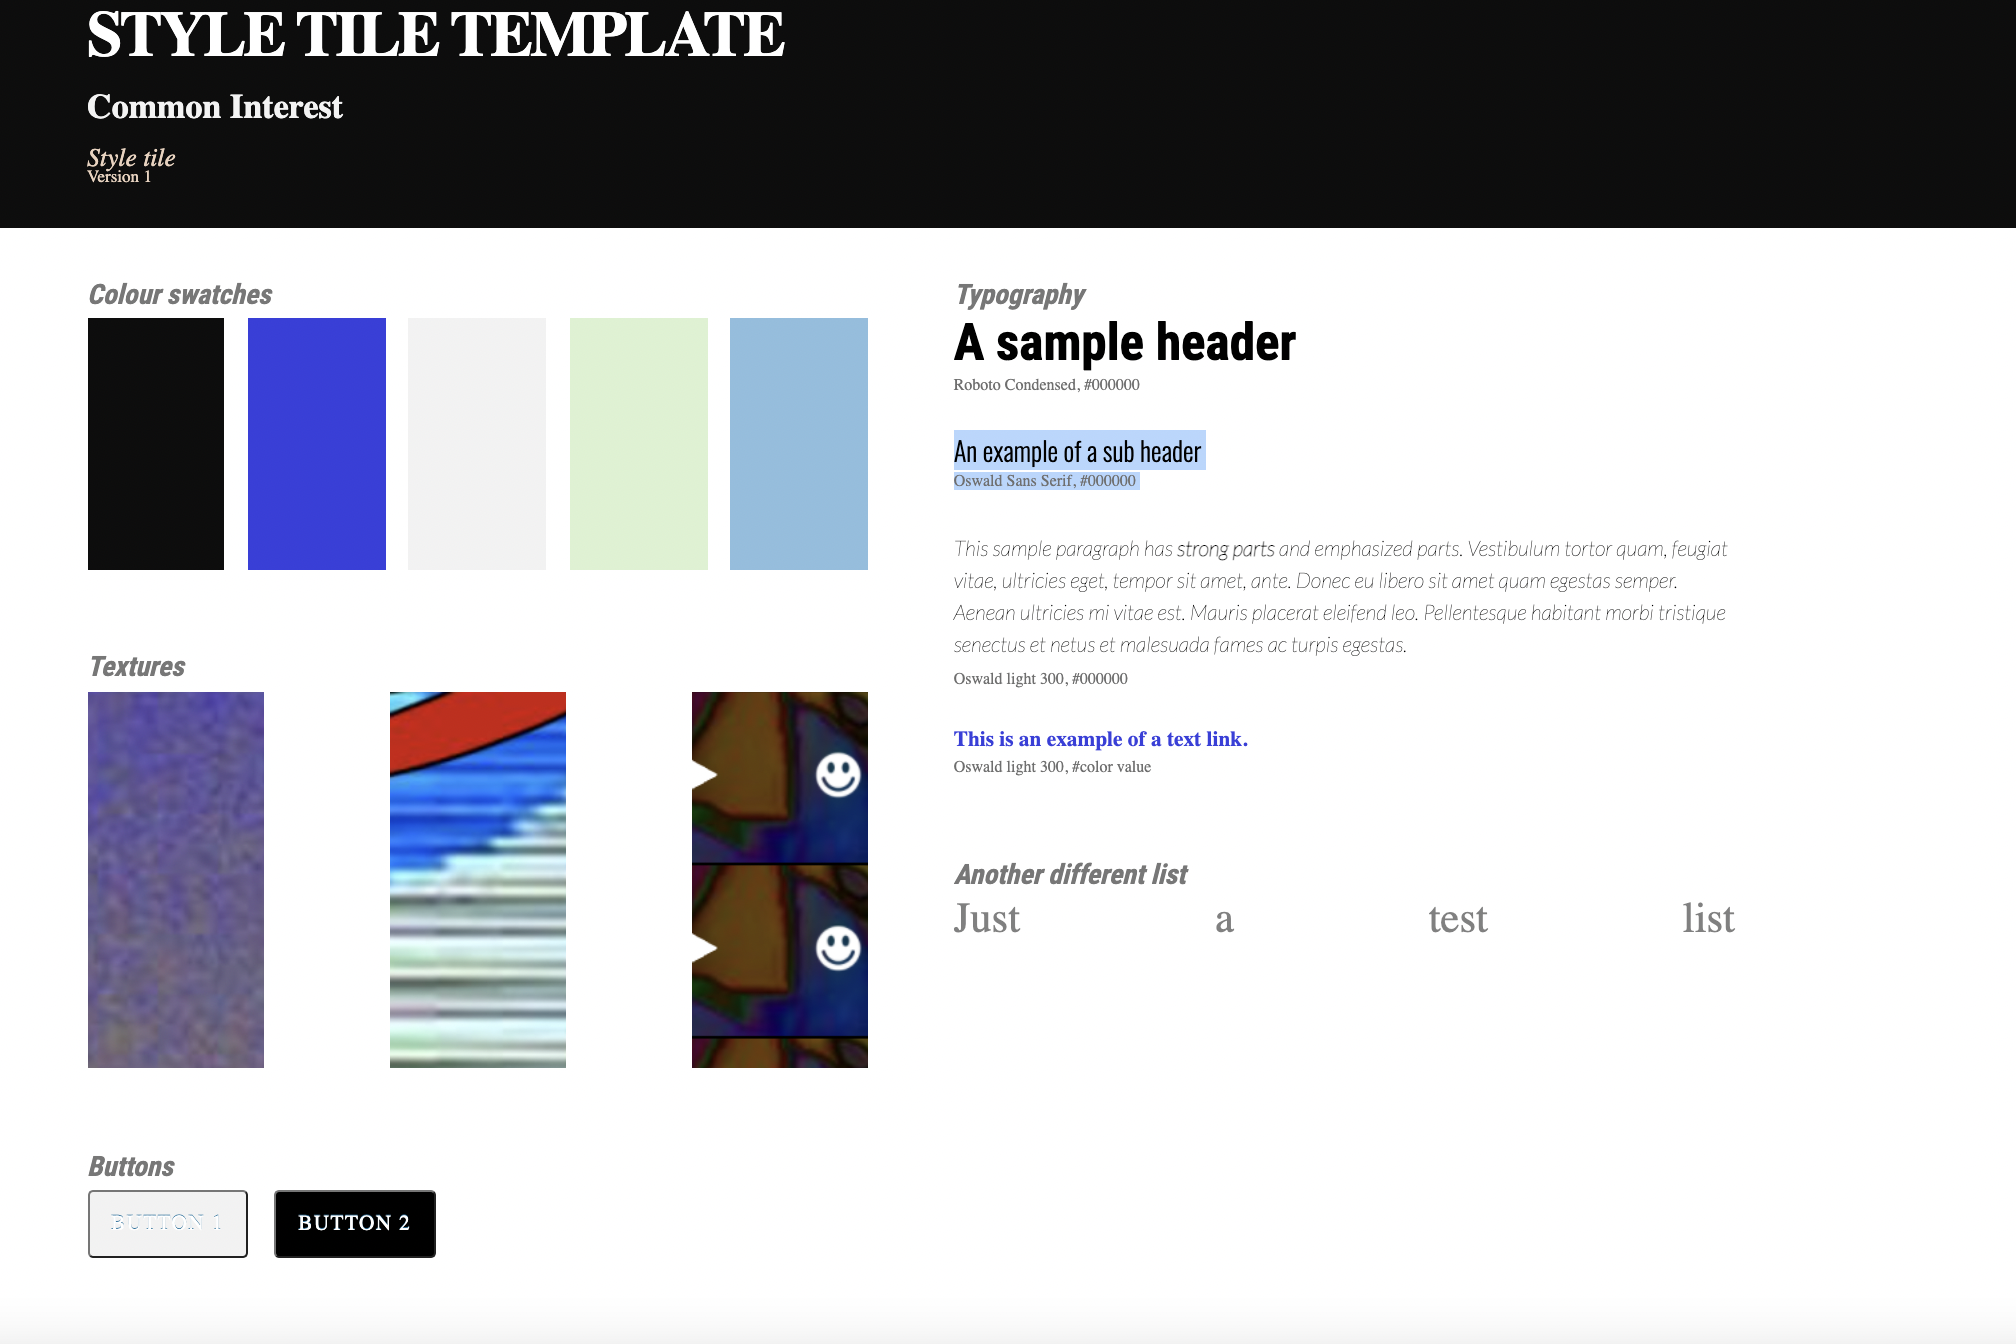 STYLE TILE TEMPLATE
Common Interest
Style tile
Version 1
Colour swatches
Textures
Buttons
BUTTON 1
BUTTON 2
Typography
A sample header
Roboto Condensed, #000000
An example of a sub header
Oswald Sans Serif, #000000
This sample paragraph has strong parts and emphasized parts. Vestibulum tortor quam, feugiat
vitae, ultricies eget, tempor sit amet, ante. Donec eu libero sit amet quam egestas semper.
Aenean ultricies mi vitae est. Mauris placerat eleifend leo. Pellentesque habitant morbi tristique
senectus et netus et malesuada fames ac turpis egestas.
Oswald light 300, #000000
This is an example of a text link.
Oswald light 300, #color value
Another different list
Just a test list